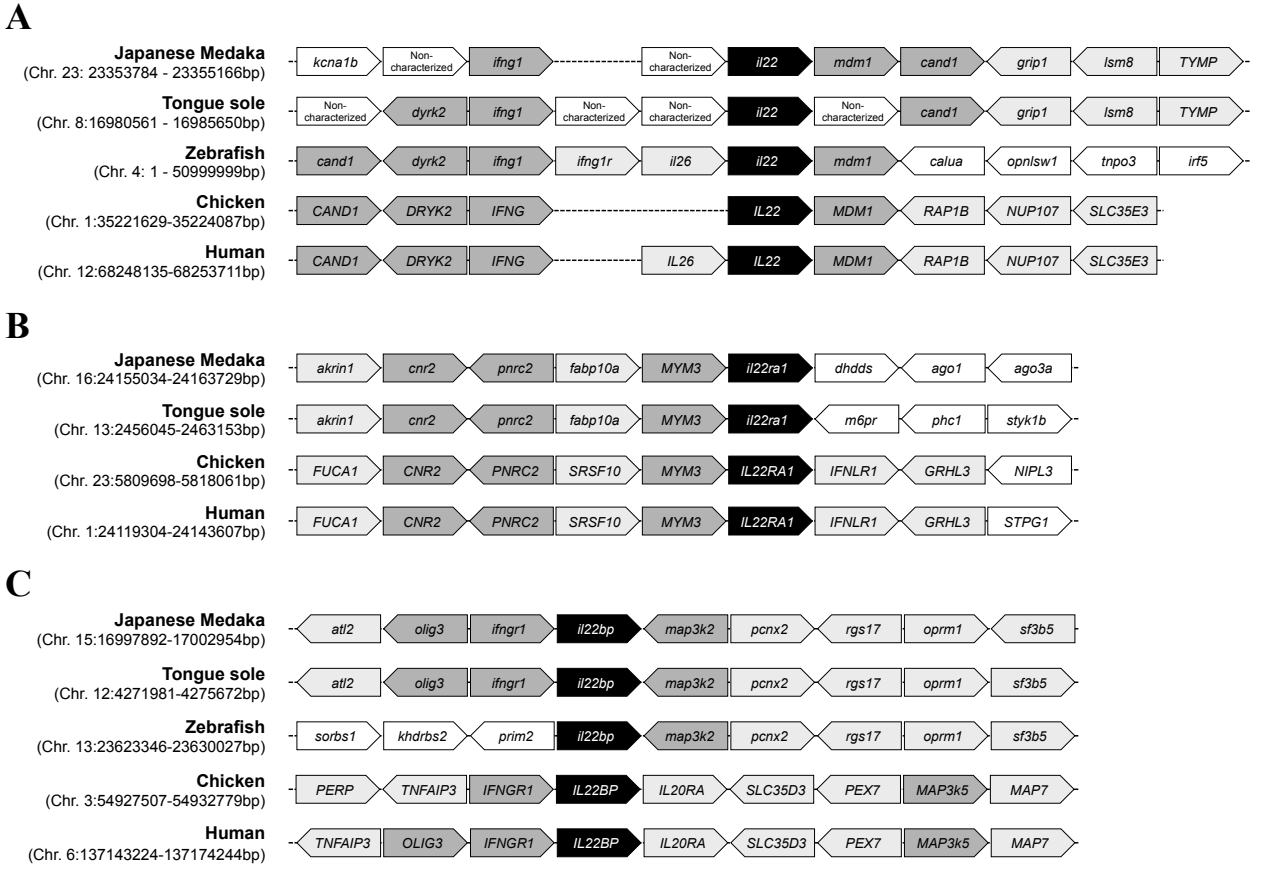 A
Japanese Medaka
(Chr. 23: 23353784 - 23355166bp)
kcna1b
Non-
characterized
ifng1
Non-
characterized
il22
mdm1
cand1
grip1
lsm8
TYMP
Tongue sole
(Chr. 8:16980561 - 16985650bp)
Non-
characterized
dyrk2
ifng1
Non-
characterized
Non-
characterized
il22
Non-
characterized
cand1
grip1
lsm8
TYMP
Zebrafish
(Chr. 4: 1 - 50999999bp)
cand1
dyrk2
ifng1
ifng1r
il26
il22
mdm1
calua
opnlsw1
tnpo3
irf5
Chicken
(Chr. 1:35221629-35224087bp)
CAND1
DRYK2
IFNG
IL22
MDM1
RAP1B
NUP107
SLC35E3
Human
(Chr. 12:68248135-68253711bp)
CAND1
DRYK2
IFNG
IL26
IL22
MDM1
RAP1B
NUP107
SLC35E3
B
Japanese Medaka
(Chr. 16:24155034-24163729bp)
akrin1
cnr2
pnrc2
fabp10a
MYM3
il22ra1
dhdds
ago1
ago3a
Tongue sole
(Chr. 13:2456045-2463153bp)
akrin1
cnr2
pnrc2
fabp10a
MYM3
il22ra1
m6pr
phc1
styk1b
Chicken
(Chr. 23:5809698-5818061bp)
FUCA1
CNR2
PNRC2
SRSF10
MYM3
IL22RA1
IFNLR1
GRHL3
NIPL3
Human
(Chr. 1:24119304-24143607bp)
FUCA1
CNR2
PNRC2
SRSF10
MYM3
IL22RA1
IFNLR1
GRHL3
STPG1
C
Japanese Medaka
(Chr. 15:16997892-17002954bp)
atl2
olig3
ifngr1
il22bp
map3k2
pcnx2
rgs17
oprm1
sf3b5
Tongue sole
(Chr. 12:4271981-4275672bp)
atl2
olig3
ifngr1
il22bp
map3k2
pcnx2
rgs17
oprm1
sf3b5
Zebrafish
(Chr. 13:23623346-23630027bp)
sorbs1
khdrbs2
prim2
il22bp
map3k2
pcnx2
rgs17
oprm1
sf3b5
Chicken
(Chr. 3:54927507-54932779bp)
PERP
TNFAIP3
IFNGR1
IL22BP
IL20RA
SLC35D3
PEX7
MAP3k5
MAP7
Human
(Chr. 6:137143224-137174244bp)
TNFAIP3
OLIG3
IFNGR1
IL22BP
IL20RA
SLC35D3
PEX7
MAP3k5
MAP7